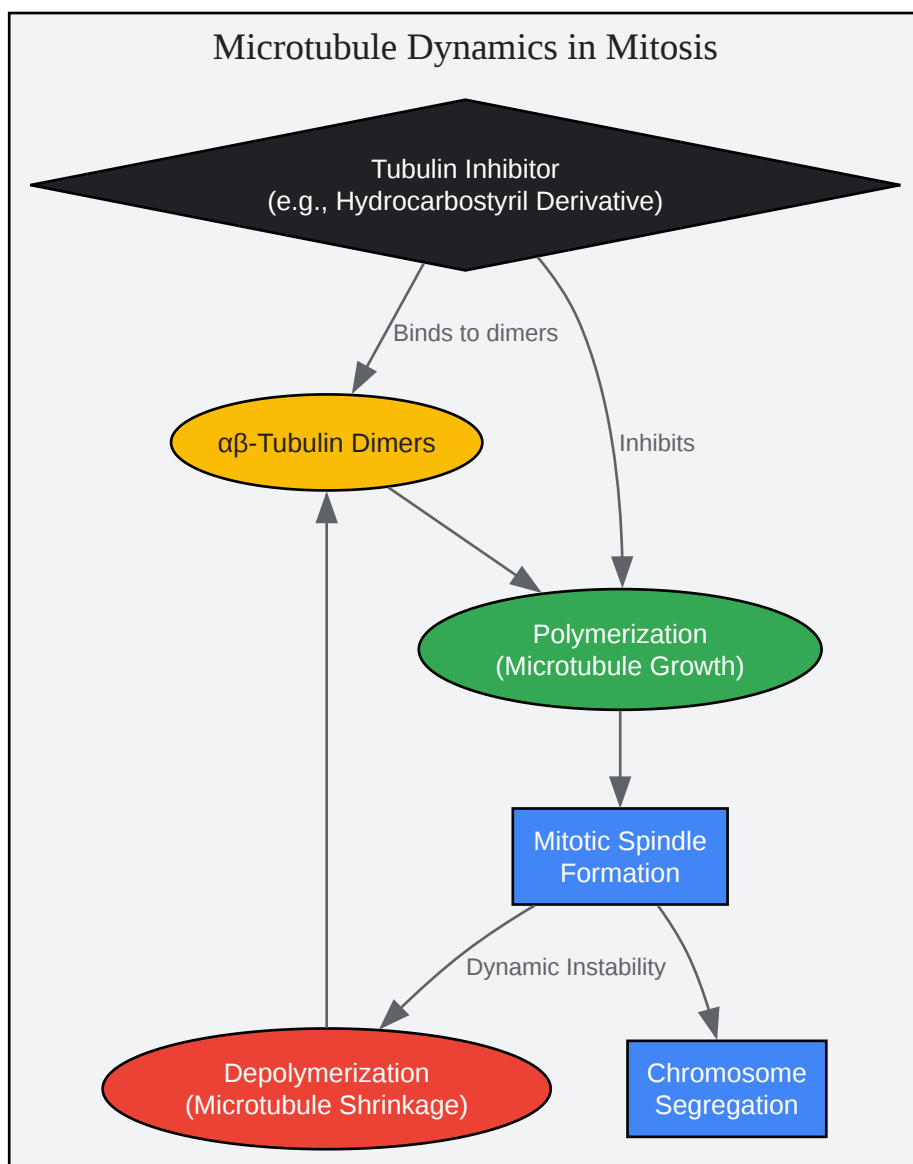 Microtubule Dynamics in Mitosis
Tubulin Inhibitor
(e.g., Hydrocarbostyril Derivative)
Binds to dimers
αβ-Tubulin Dimers
Inhibits
Polymerization
(Microtubule Growth)
Mitotic Spindle
Formation
Dynamic Instability
Depolymerization
(Microtubule Shrinkage)
Chromosome
Segregation